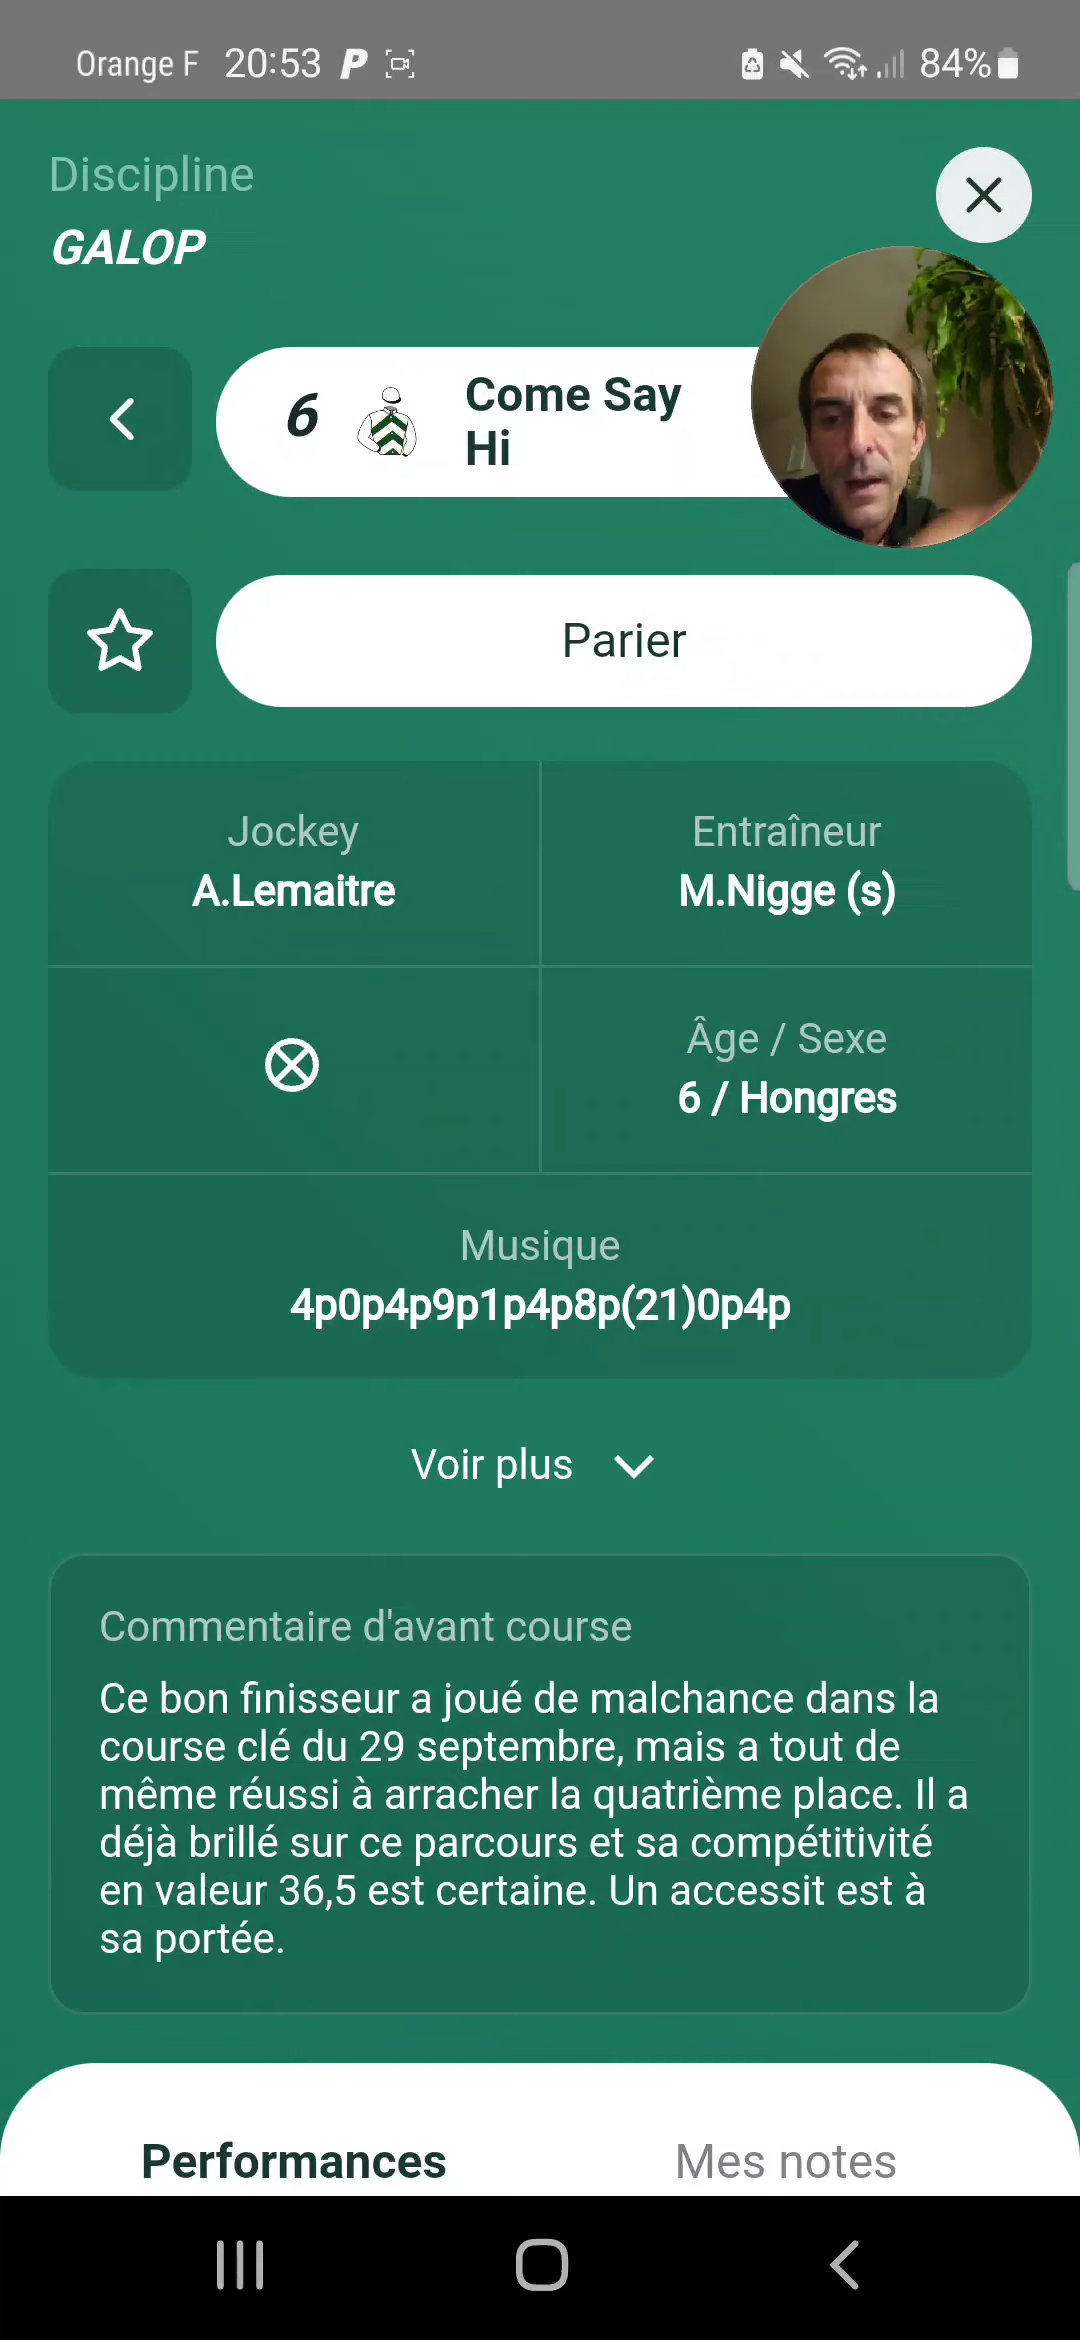 Orange F 20:53 P 84%
Discipline
GALOP
6 Come Say
Hi
Parier
Jockey
A.Lemaitre
Entraîneur
M.Nigge (s)
Âge / Sexe
6 / Hongres
Musique
4p0p4p9p1p4p8p(21)0p4p
Voir plus
Commentaire d'avant course
Ce bon finisseur a joué de malchance dans la
course clé du 29 septembre, mais a tout de
même réussi à arracher la quatrième place. Il a
déjà brillé sur ce parcours et sa compétitivité
en valeur 36,5 est certaine. Un accessit est à
sa portée.
Performances
Mes notes